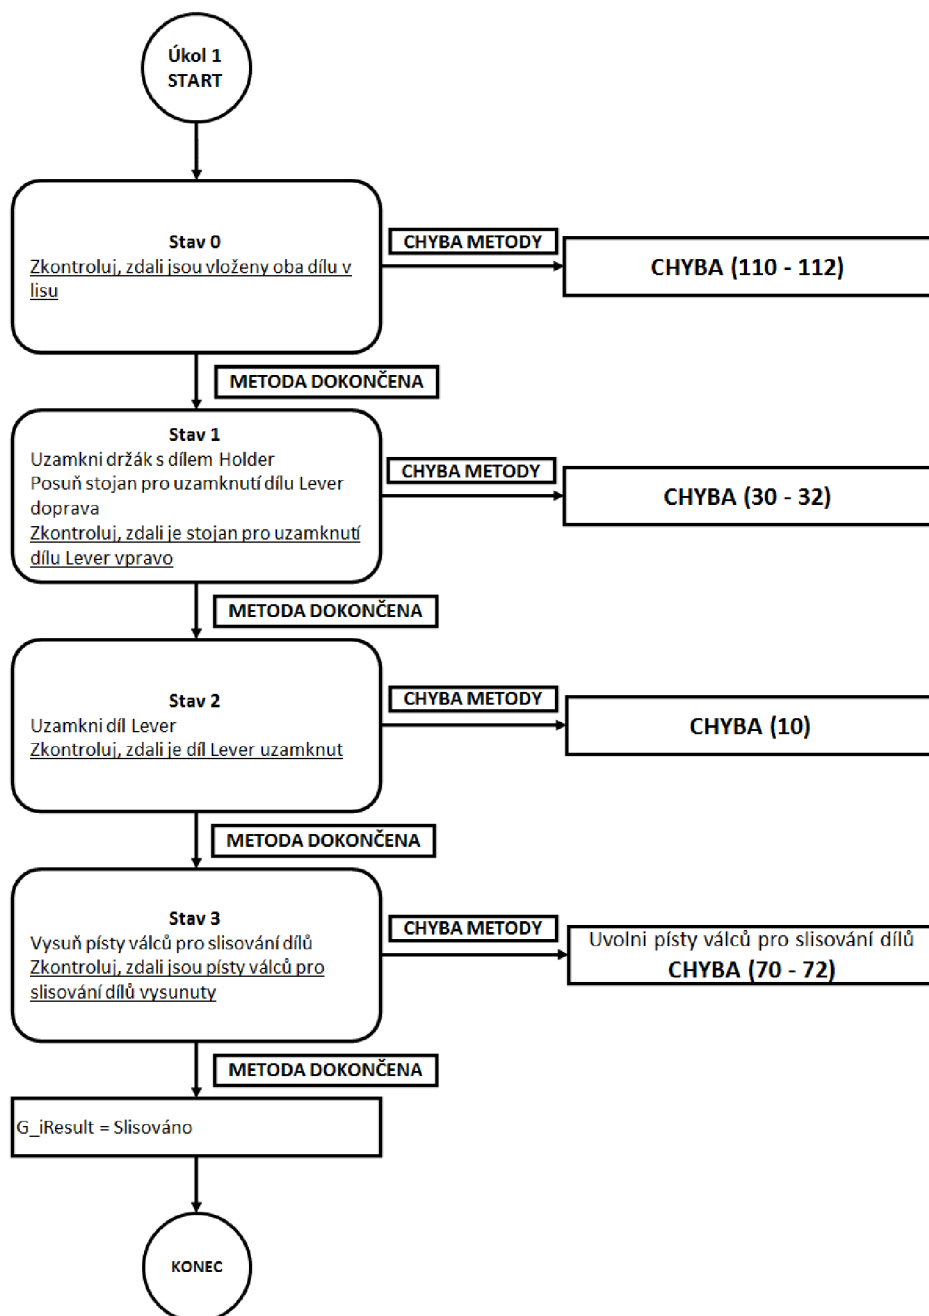 Úkol 1
START
Stav 0
Zkontroluj, zdali jsou vloženy oba dílu v
lisu
CHYBA METODY
CHYBA (110 - 112)
METODA DOKONČENA
Stav 1
Uzamkni držák s dílem Holder
Posuň stojan pro uzamknutí dílu Lever
doprava
Zkontroluj, zdali je stojan pro uzamknutí
dílu Lever vpravo
CHYBA METODY
CHYBA (30 - 32)
METODA DOKONČENA
Stav 2
Uzamkni díl Lever
Zkontroluj, zdali je díl Lever uzamknut
CHYBA METODY
CHYBA (10)
METODA DOKONČENA
Stav 3
Vysuň písty válců pro slisování dílů
Zkontroluj, zdali jsou písty válců pro
slisování dílů vysunuty
CHYBA METODY
Uvolni písty válců pro slisování dílů
CHYBA (70 - 72)
METODA DOKONČENA
G_iResult = Slisováno
KONEC